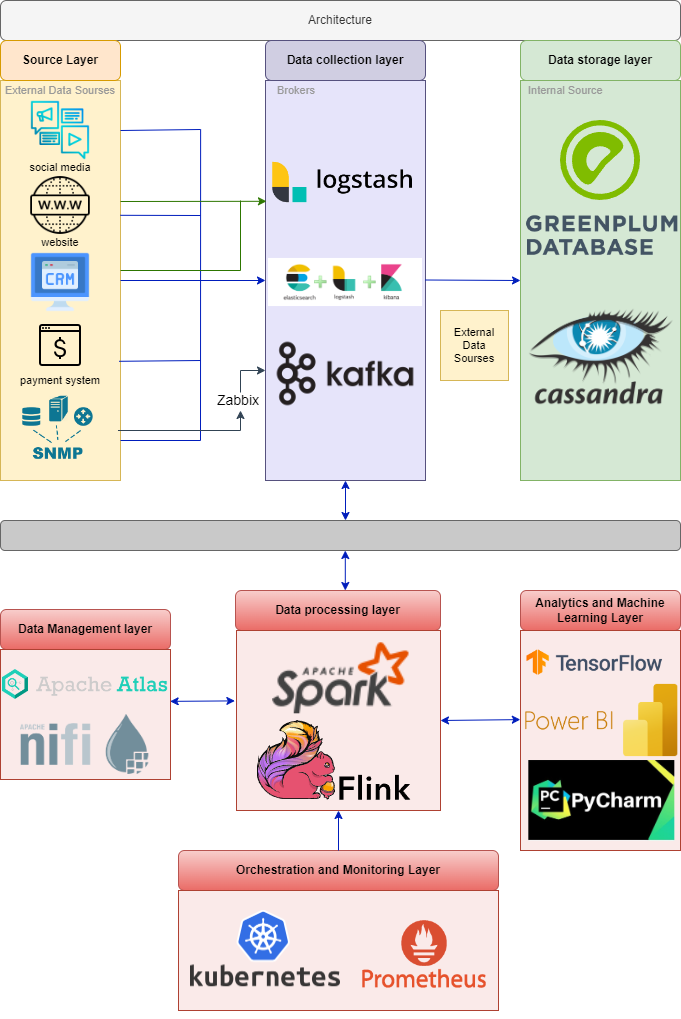 Architecture
Source Layer
Data collection layer
Data storage layer
External Data Sourses
Brokers
Internal Source
social media
WWW
website
CRM
$
payment system
SNMP
Zabbix
logstash
elasticsearch + logstash + kibana
kafka
External
Data
Sourses
GREENPLUM
DATABASE
cassandra
Data Management layer
Apache Atlas
APACHE
nifi
Data processing layer
APACHE
Spark
Flink
Analytics and Machine
Learning Layer
TensorFlow
Power BI
PC
PyCharm
Orchestration and Monitoring Layer
kubernetes
Prometheus